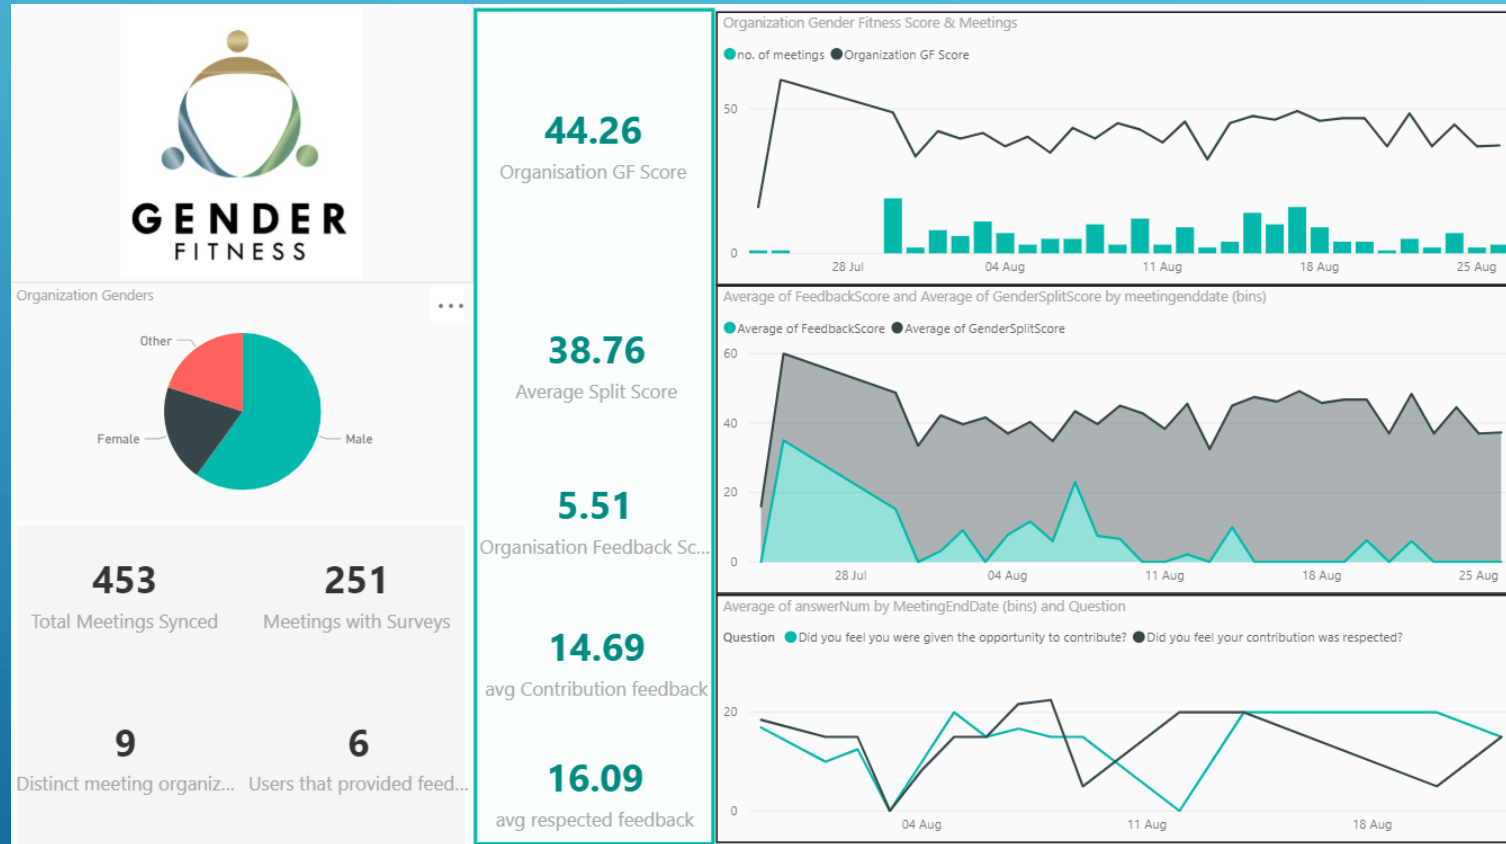 GENDER
FITNESS
Organization Genders
Other
Female
Male
453
Total Meetings Synced
251
Meetings with Surveys
9
Distinct meeting organiz...
6
Users that provided feed...
44.26
Organisation GF Score
38.76
Average Split Score
5.51
Organisation Feedback Sc...
14.69
avg Contribution feedback
16.09
avg respected feedback
Organization Gender Fitness Score & Meetings
no. of meetings Organization GF Score
50
0
28 Jul 04 Aug 11 Aug 18 Aug 25 Aug
Average of FeedbackScore and Average of GenderSplitScore by meetingenddate (bins)
Average of FeedbackScore Average of GenderSplitScore
60
40
20
0
28 Jul 04 Aug 11 Aug 18 Aug 25 Aug
Average of answerNum by MeetingEndDate (bins) and Question
Question Did you feel you were given the opportunity to contribute? Did you feel your contribution was respected?
20
0
04 Aug 11 Aug 18 Aug